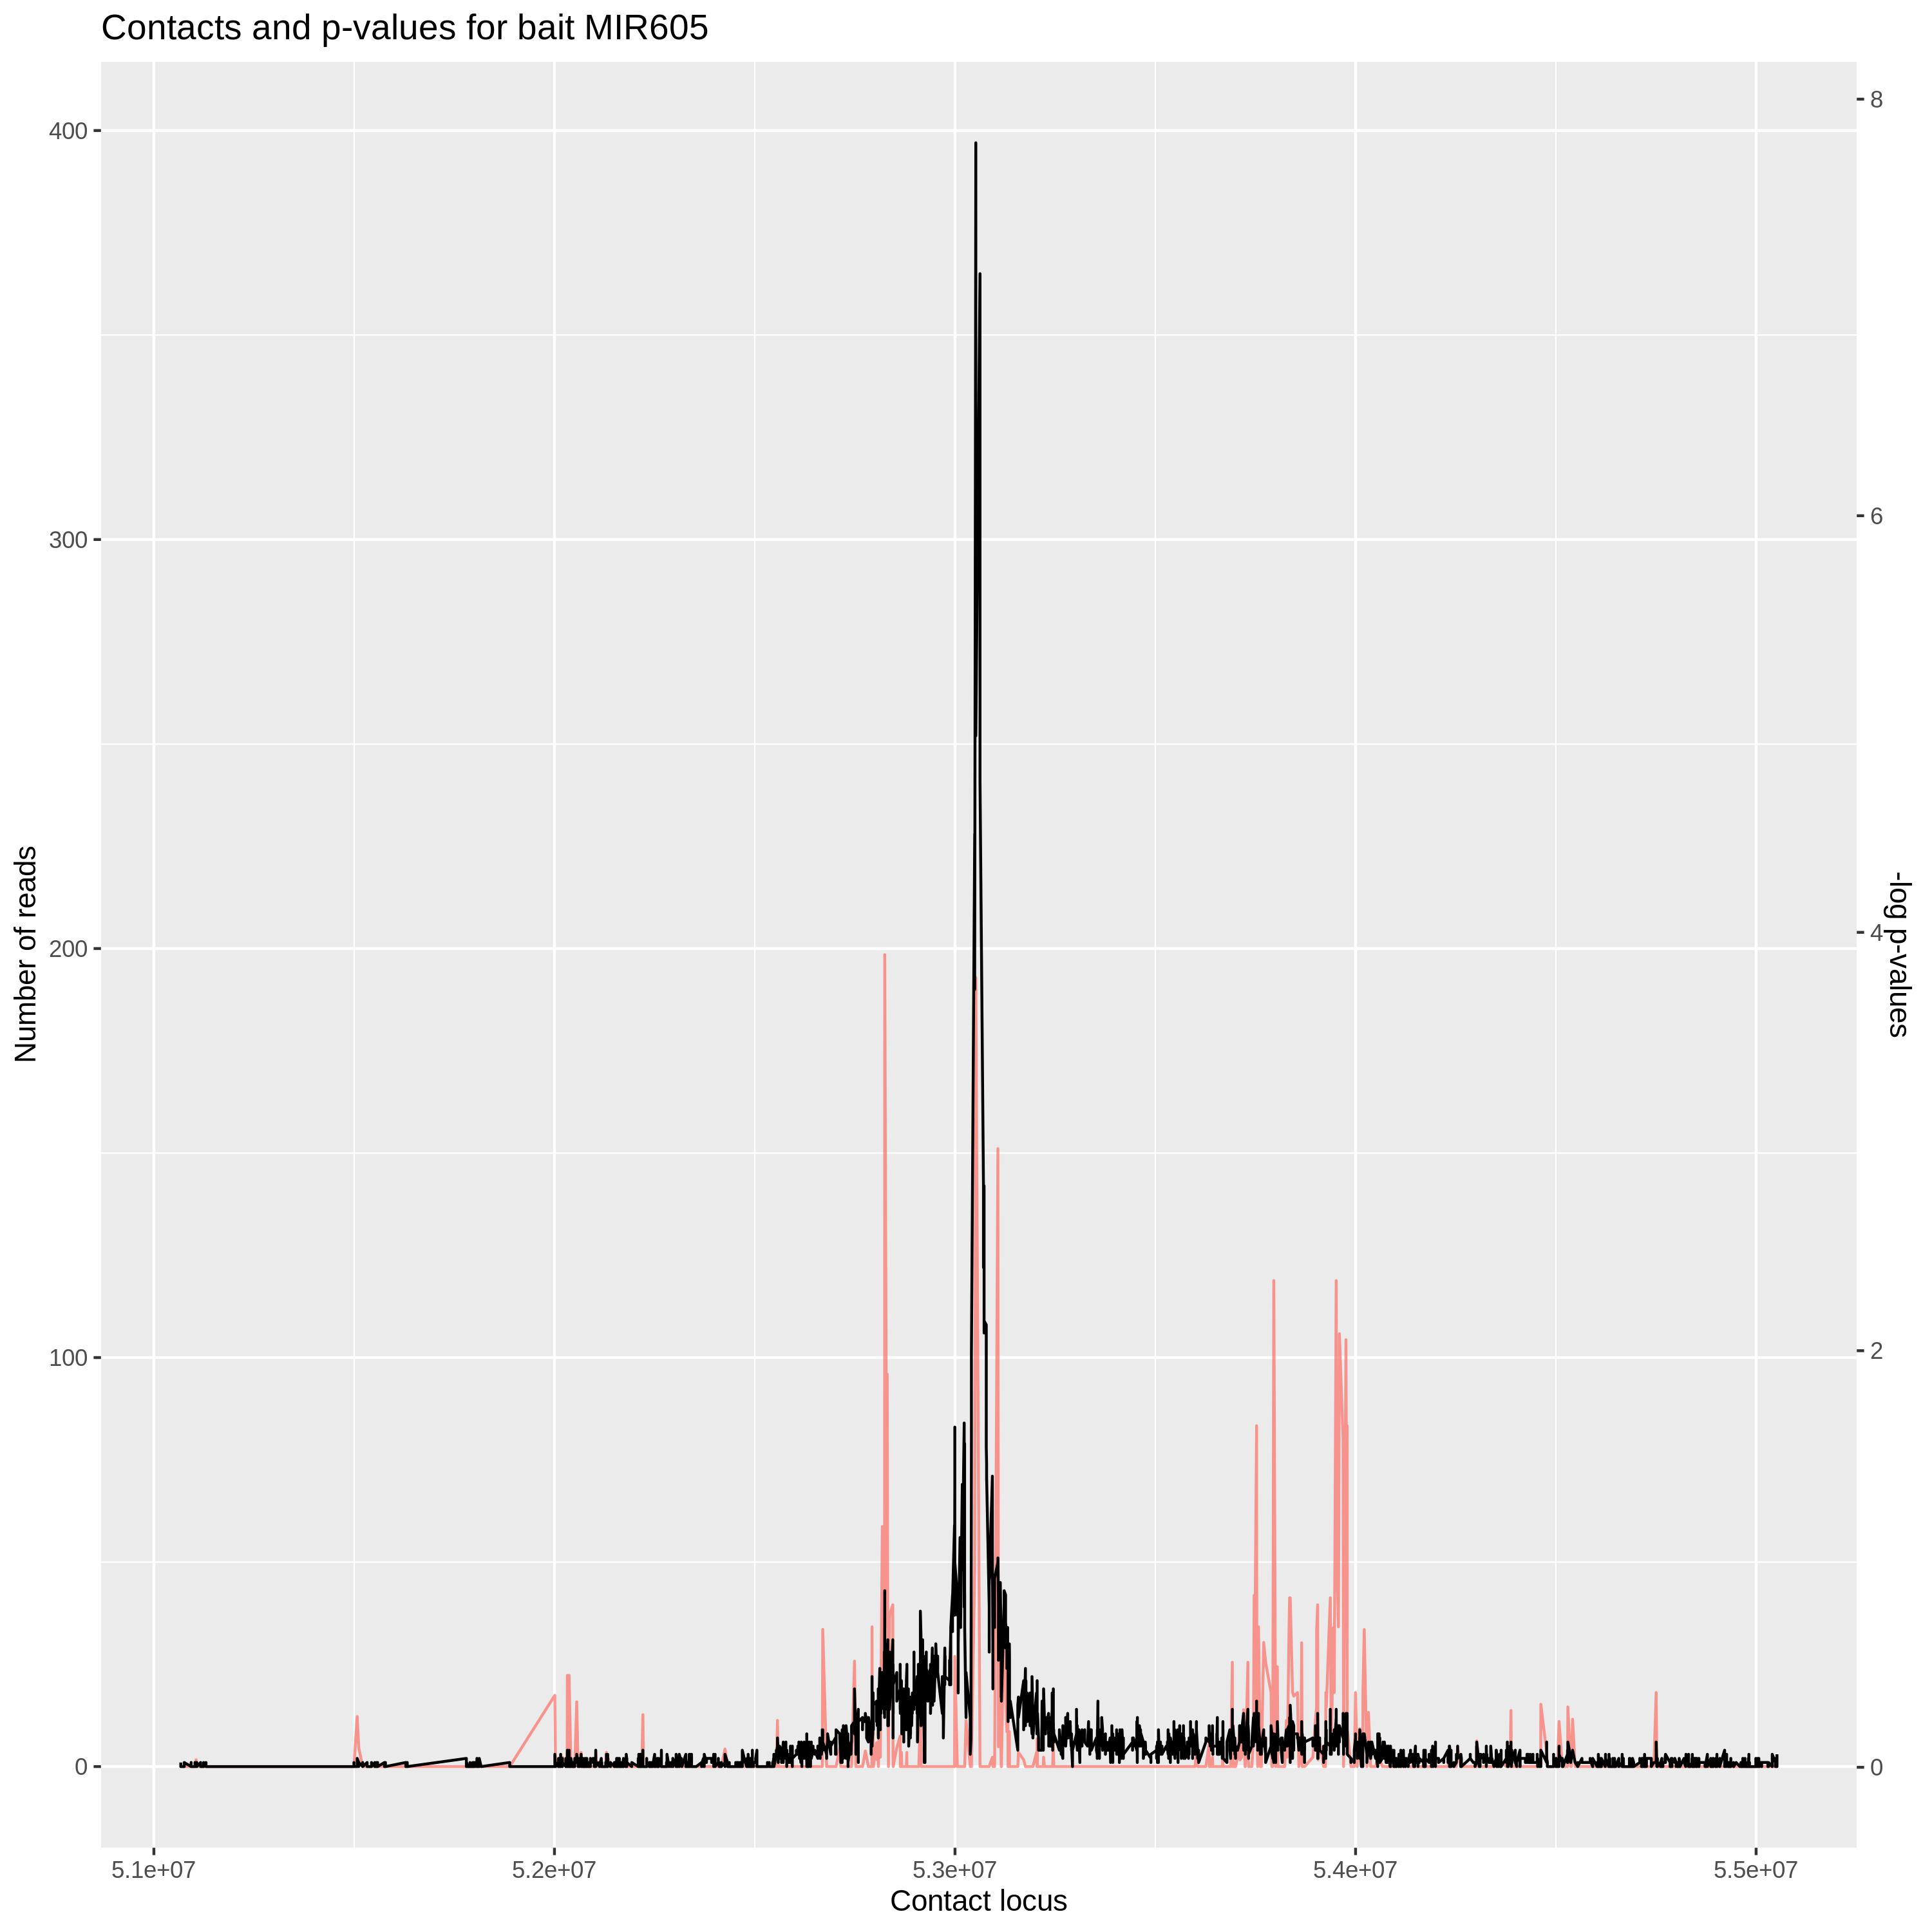 Contacts and p-values for bait MIR605
400
300
200
100
0
8
6
4
2
0
Number of reads
-log p-values
5.1e+07
5.2e+07
5.3e+07
5.4e+07
5.5e+07
Contact locus